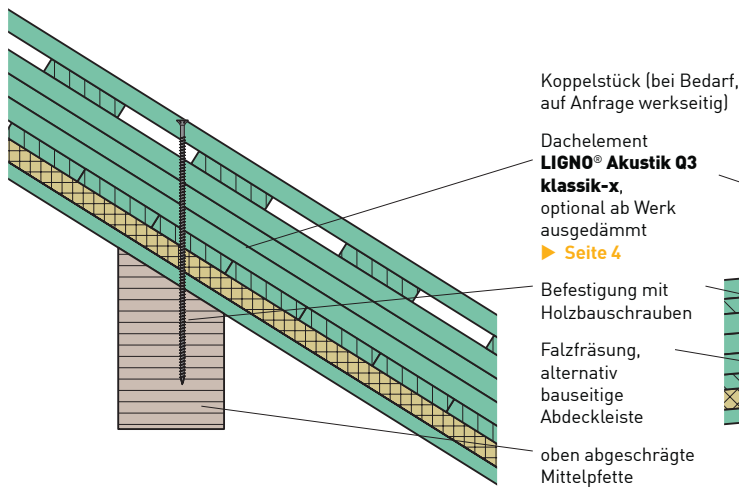 Koppelstück (bei Bedarf,
auf Anfrage werkseitig)
Dachelement
LIGNO® Akustik Q3
klassik-x,
optional ab Werk
ausgedämmt
▶ Seite 4
Befestigung mit
Holzbauschrauben
Falzfräsung,
alternativ
bauseitige
Abdeckleiste
oben abgeschrägte
Mittelpfette